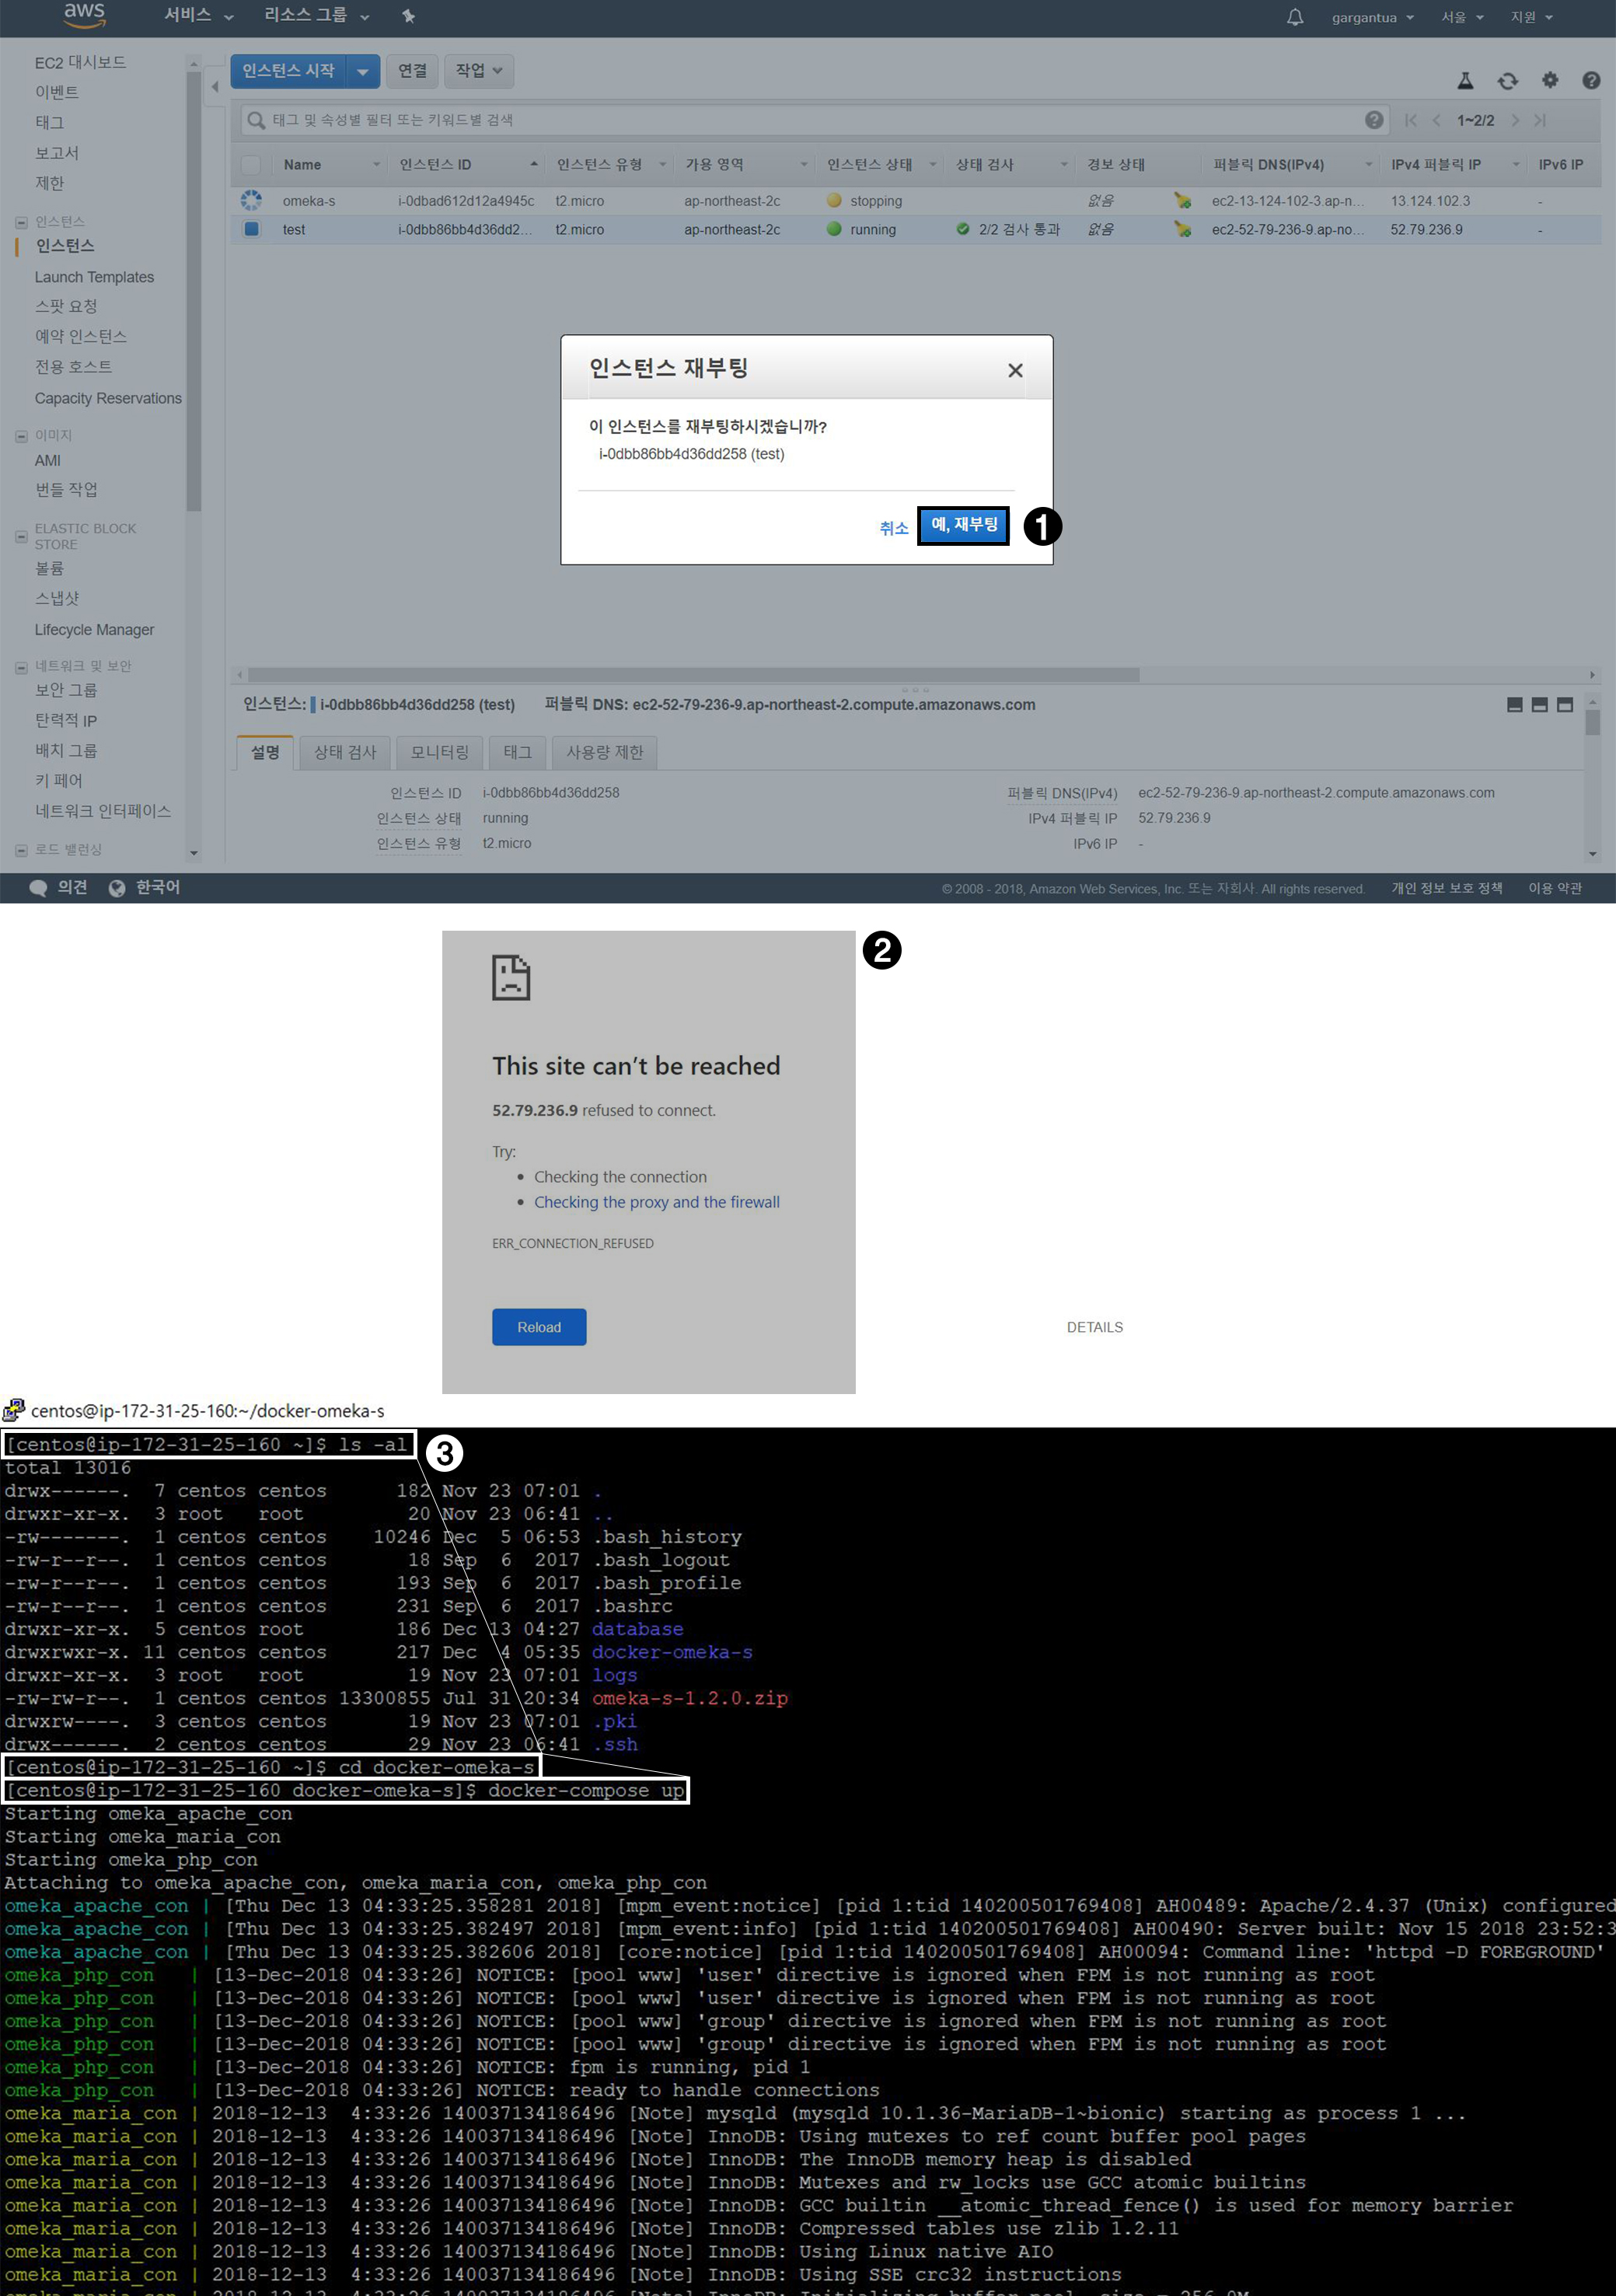 aws 서비스 리소스 그룹 gargantua 서울 지원
EC2 대시보드
이벤트
태그
보고서
제한
인스턴스
인스턴스
Launch Templates
스팟 요청
예약 인스턴스
전용 호스트
Capacity Reservations
이미지
AMI
번들 작업
ELASTIC BLOCK
STORE
볼륨
스냅샷
Lifecycle Manager
네트워크 및 보안
보안 그룹
탄력적 IP
배치 그룹
키 페어
네트워크 인터페이스
로드 밸런싱
인스턴스 시작 연결 작업
태그 및 속성별 필터 또는 키워드별 검색 1~2/2
Name 인스턴스 ID 인스턴스 유형 가용 영역 인스턴스 상태 상태 검사 경보 상태 퍼블릭 DNS(IPv4) IPv4 퍼블릭 IP IPv6 IP
omeka-s i-0dbad612d12a4945c t2.micro ap-northeast-2c stopping 없음 ec2-13-124-102-3.ap-n... 13.124.102.3 -
test i-0dbb86bb4d36dd2... t2.micro ap-northeast-2c running 2/2 검사 통과 없음 ec2-52-79-236-9.ap-no... 52.79.236.9 -
인스턴스 재부팅
이 인스턴스를 재부팅하시겠습니까?
i-0dbb86bb4d36dd258 (test)
취소 예, 재부팅 1
인스턴스: i-0dbb86bb4d36dd258 (test) 퍼블릭 DNS: ec2-52-79-236-9.ap-northeast-2.compute.amazonaws.com
설명 상태 검사 모니터링 태그 사용량 제한
인스턴스 ID i-0dbb86bb4d36dd258 퍼블릭 DNS(IPv4) ec2-52-79-236-9.ap-northeast-2.compute.amazonaws.com
인스턴스 상태 running IPv4 퍼블릭 IP 52.79.236.9
인스턴스 유형 t2.micro IPv6 IP -
의견 한국어 © 2008 - 2018, Amazon Web Services, Inc. 또는 자회사. All rights reserved. 개인 정보 보호 정책 이용 약관
2
This site can’t be reached
52.79.236.9 refused to connect.
Try:
• Checking the connection
• Checking the proxy and the firewall
ERR_CONNECTION_REFUSED
Reload DETAILS
centos@ip-172-31-25-160:~/docker-omeka-s
[centos@ip-172-31-25-160 ~]$ ls -al 3
total 13016
drwx------. 7 centos centos 182 Nov 23 07:01 .
drwxr-xr-x. 3 root root 20 Nov 23 06:41 ..
-rw-------. 1 centos centos 10246 Dec 5 06:53 .bash_history
-rw-r--r--. 1 centos centos 18 Sep 6 2017 .bash_logout
-rw-r--r--. 1 centos centos 193 Sep 6 2017 .bash_profile
-rw-r--r--. 1 centos centos 231 Sep 6 2017 .bashrc
drwxr-xr-x. 5 centos root 186 Dec 13 04:27 database
drwxrwxr-x. 11 centos centos 217 Dec 4 05:35 docker-omeka-s
drwxr-xr-x. 3 root root 19 Nov 23 07:01 logs
-rw-rw-r--. 1 centos centos 13300855 Jul 31 20:34 omeka-s-1.2.0.zip
drwxrw----. 3 centos centos 19 Nov 23 07:01 .pki
drwx------. 2 centos centos 29 Nov 23 06:41 .ssh
[centos@ip-172-31-25-160 ~]$ cd docker-omeka-s
[centos@ip-172-31-25-160 docker-omeka-s]$ docker-compose up
Starting omeka_apache_con
Starting omeka_maria_con
Starting omeka_php_con
Attaching to omeka_apache_con, omeka_maria_con, omeka_php_con
omeka_apache_con | [Thu Dec 13 04:33:25.358281 2018] [mpm_event:notice] [pid 1:tid 140200501769408] AH00489: Apache/2.4.37 (Unix) configured
omeka_apache_con | [Thu Dec 13 04:33:25.382497 2018] [mpm_event:info] [pid 1:tid 140200501769408] AH00490: Server built: Nov 15 2018 23:52:3
omeka_apache_con | [Thu Dec 13 04:33:25.382606 2018] [core:notice] [pid 1:tid 140200501769408] AH00094: Command line: 'httpd -D FOREGROUND'
omeka_php_con | [13-Dec-2018 04:33:26] NOTICE: [pool www] 'user' directive is ignored when FPM is not running as root
omeka_php_con | [13-Dec-2018 04:33:26] NOTICE: [pool www] 'user' directive is ignored when FPM is not running as root
omeka_php_con | [13-Dec-2018 04:33:26] NOTICE: [pool www] 'group' directive is ignored when FPM is not running as root
omeka_php_con | [13-Dec-2018 04:33:26] NOTICE: [pool www] 'group' directive is ignored when FPM is not running as root
omeka_php_con | [13-Dec-2018 04:33:26] NOTICE: fpm is running, pid 1
omeka_php_con | [13-Dec-2018 04:33:26] NOTICE: ready to handle connections
omeka_maria_con | 2018-12-13 4:33:26 140037134186496 [Note] mysqld (mysqld 10.1.36-MariaDB-1~bionic) starting as process 1 ...
omeka_maria_con | 2018-12-13 4:33:26 140037134186496 [Note] InnoDB: Using mutexes to ref count buffer pool pages
omeka_maria_con | 2018-12-13 4:33:26 140037134186496 [Note] InnoDB: The InnoDB memory heap is disabled
omeka_maria_con | 2018-12-13 4:33:26 140037134186496 [Note] InnoDB: Mutexes and rw_locks use GCC atomic builtins
omeka_maria_con | 2018-12-13 4:33:26 140037134186496 [Note] InnoDB: GCC builtin __atomic_thread_fence() is used for memory barrier
omeka_maria_con | 2018-12-13 4:33:26 140037134186496 [Note] InnoDB: Compressed tables use zlib 1.2.11
omeka_maria_con | 2018-12-13 4:33:26 140037134186496 [Note] InnoDB: Using Linux native AIO
omeka_maria_con | 2018-12-13 4:33:26 140037134186496 [Note] InnoDB: Using SSE crc32 instructions